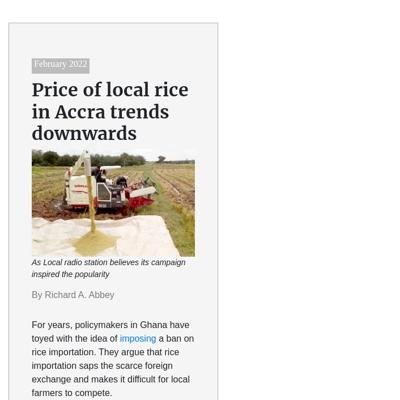 February 2022
Price of local rice
in Accra trends
downwards
As Local radio station believes its campaign
inspired the popularity
By Richard A. Abbey
For years, policymakers in Ghana have
toyed with the idea of imposing a ban on
rice importation. They argue that rice
importation saps the scarce foreign
exchange and makes it difficult for local
farmers to compete.